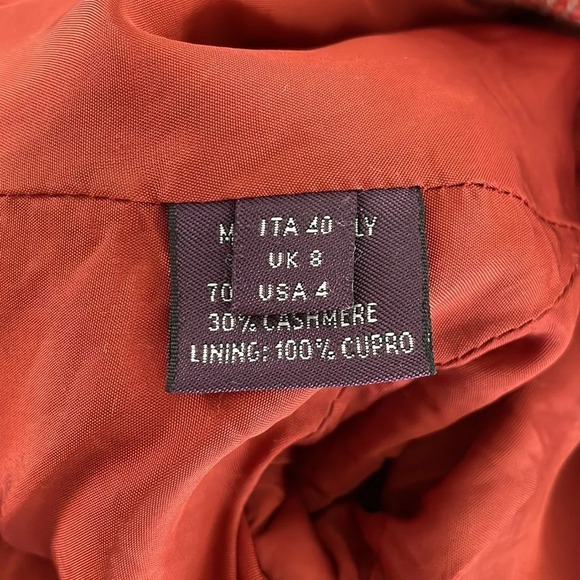 ITA 40
UK 8
USA 4
70
30% CASHMERE
LINING: 100% CUPRO